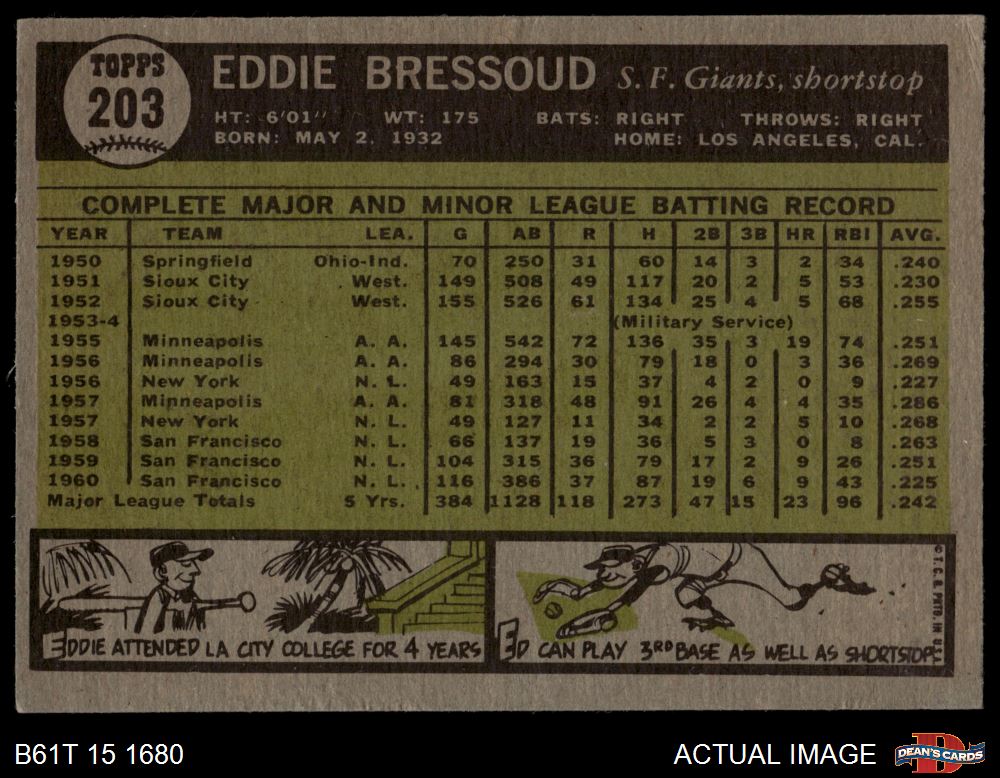 TOPPS
203
EDDIE BRESSOUD S. F. Giants, shortstop
HT: 6'01" WT: 175 BATS: RIGHT THROWS: RIGHT
BORN: MAY 2, 1932 HOME: LOS ANGELES, CAL.
COMPLETE MAJOR AND MINOR LEAGUE BATTING RECORD
YEAR TEAM LEA. G AB R H 2B 3B HR RBI AVG.
1950 Springfield Ohio-Ind. 70 250 31 60 14 3 2 34 .240
1951 Sioux City West. 149 508 49 117 20 2 5 53 .230
1952 Sioux City West. 155 526 61 134 25 4 5 68 .255
1953-4 (Military Service)
1955 Minneapolis A. A. 145 542 72 136 35 3 19 74 .251
1956 Minneapolis A. A. 86 294 30 79 18 0 3 36 .269
1956 New York N. L. 49 163 15 37 4 2 0 9 .227
1957 Minneapolis A. A. 81 318 48 91 26 4 4 35 .286
1957 New York N. L. 49 127 11 34 2 2 5 10 .268
1958 San Francisco N. L. 66 137 19 36 5 3 0 8 .263
1959 San Francisco N. L. 104 315 36 79 17 2 9 26 .251
1960 San Francisco N. L. 116 386 37 87 19 6 9 43 .225
Major League Totals 5 Yrs. 384 1128 118 273 47 15 23 96 .242
EDDIE ATTENDED LA CITY COLLEGE FOR 4 YEARS
ED CAN PLAY 3RD BASE AS WELL AS SHORTSTOP
© T. C. G. PRTD. IN U.S.A.
B61T 15 1680
ACTUAL IMAGE
DEAN'S CARDS